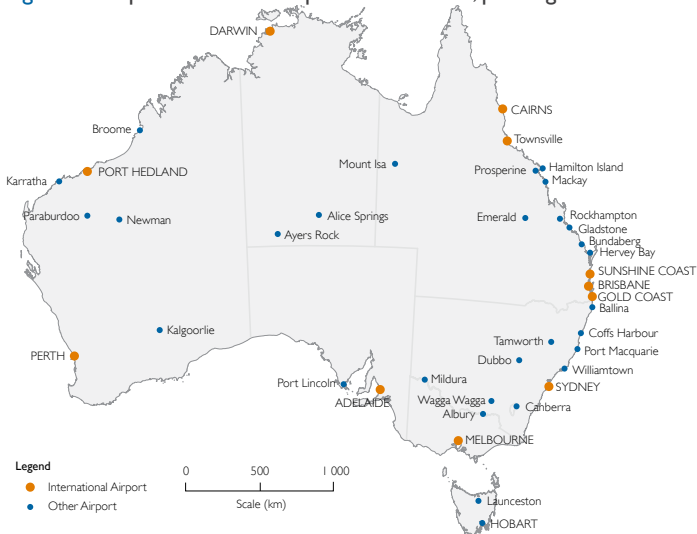 DARWIN
CAIRNS
Broome
Townsville
Mount Isa
Hamilton Island
Prosperine
PORT HEDLAND
Karratha
Mackay
Paraburdoo
Newman
Alice Springs
Emerald
Rockhampton
Gladstone
Ayers Rock
Bundaberg
Hervey Bay
SUNSHINE COAST
BRISBANE
GOLD COAST
Ballina
Kalgoorlie
Coffs Harbour
Tamworth
Port Macquarie
PERTH
Dubbo
Williamtown
Port Lincoln
Mildura
SYDNEY
ADELAIDE
Wagga Wagga
Canberra
Albury
MELBOURNE
Legend
International Airport
Other Airport
0 500 1 000
Scale (km)
Launceston
HOBART